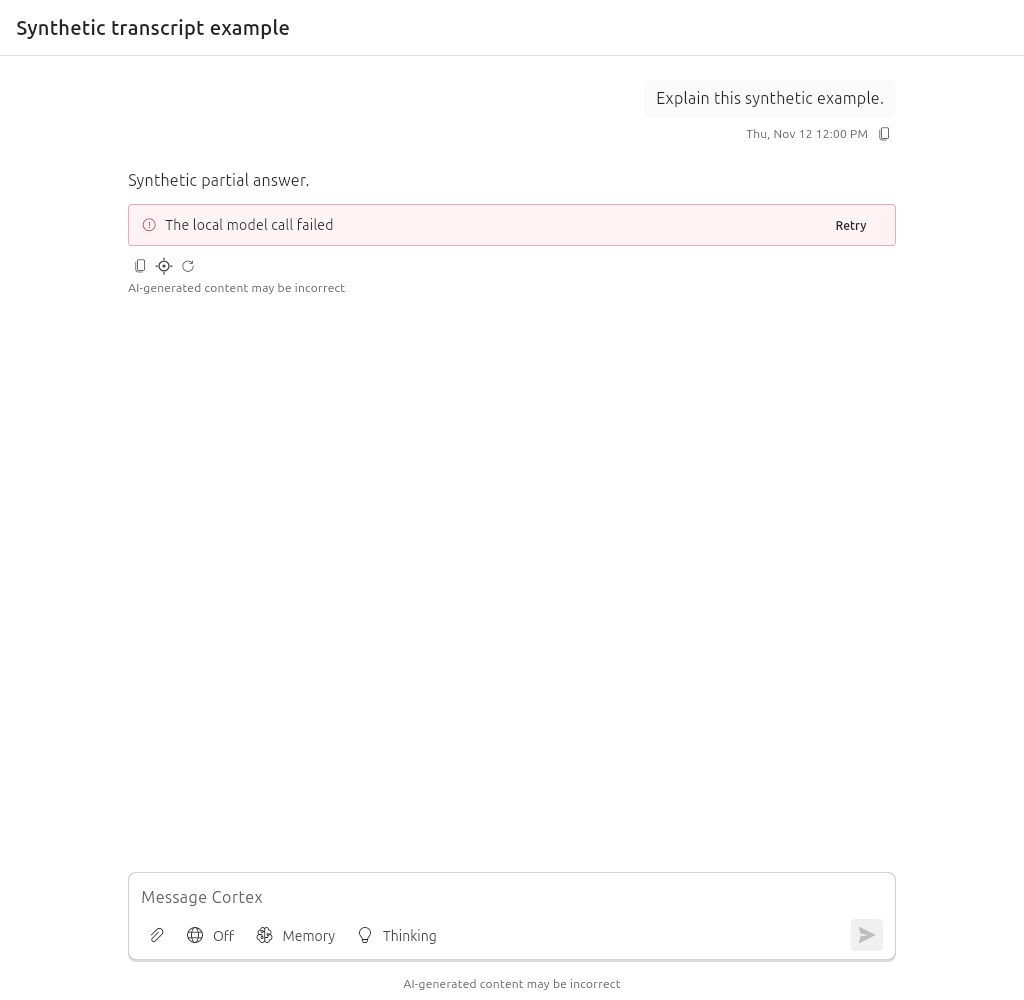 Synthetic transcript example
Explain this synthetic example.
Thu, Nov 12 12:00 PM
Synthetic partial answer.
The local model call failed
Retry
AI-generated content may be incorrect
Message Cortex
Off Memory Thinking
AI-generated content may be incorrect